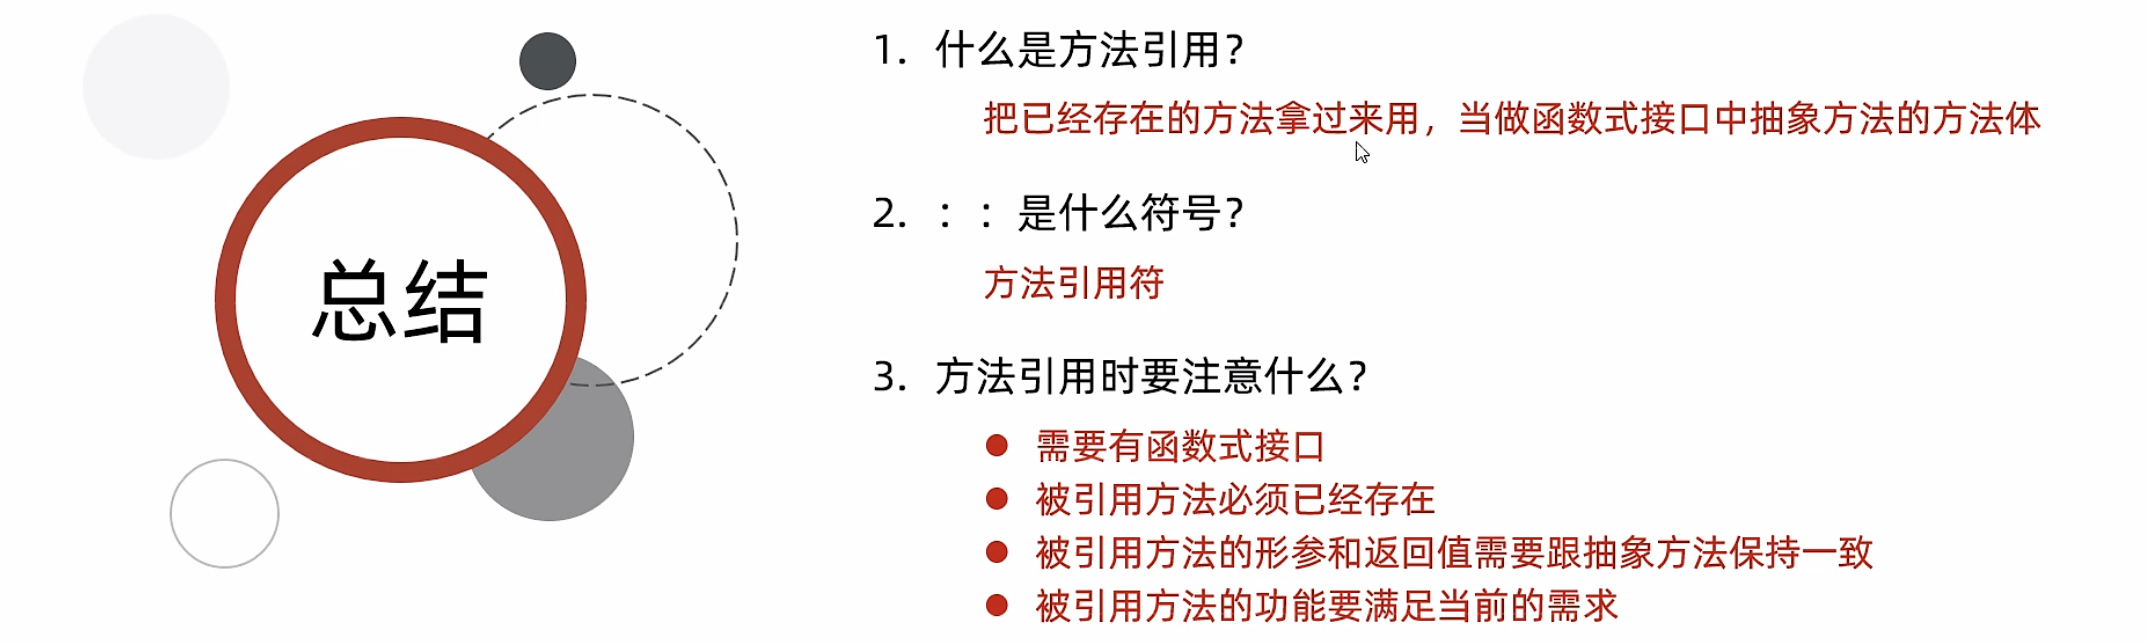 总结
1. 什么是方法引用？
把已经存在的方法拿过来用，当做函数式接口中抽象方法的方法体
2. ：：是什么符号？
方法引用符
3. 方法引用时要注意什么？
● 需要有函数式接口
● 被引用方法必须已经存在
● 被引用方法的形参和返回值需要跟抽象方法保持一致
● 被引用方法的功能要满足当前的需求